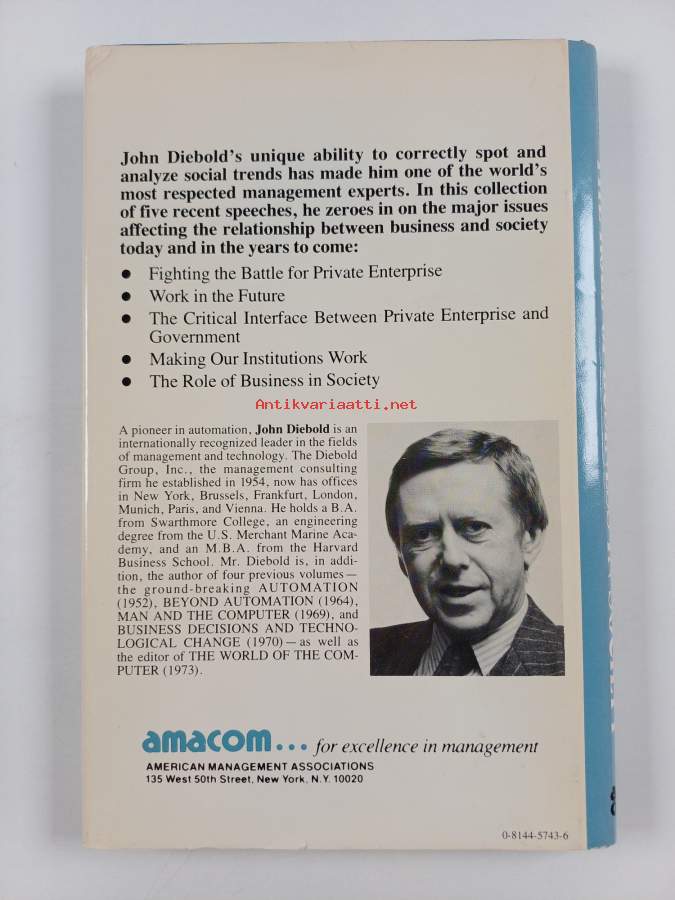 John Diebold's unique ability to correctly spot and
analyze social trends has made him one of the world's
most respected management experts. In this collection
of five recent speeches, he zeroes in on the major issues
affecting the relationship between business and society
today and in the years to come:
● Fighting the Battle for Private Enterprise
● Work in the Future
● The Critical Interface Between Private Enterprise and
Government
● Making Our Institutions Work
● The Role of Business in Society
Antikvariaatti.net
A pioneer in automation, John Diebold is an
internationally recognized leader in the fields
of management and technology. The Diebold
Group, Inc., the management consulting
firm he established in 1954, now has offices
in New York, Brussels, Frankfurt, London,
Munich, Paris, and Vienna. He holds a B.A.
from Swarthmore College, an engineering
degree from the U.S. Merchant Marine Aca-
demy, and an M.B.A. from the Harvard
Business School. Mr. Diebold is, in addi-
tion, the author of four previous volumes—
the ground-breaking AUTOMATION
(1952), BEYOND AUTOMATION (1964),
MAN AND THE COMPUTER (1969), and
BUSINESS DECISIONS AND TECHNO-
LOGICAL CHANGE (1970)—as well as
the editor of THE WORLD OF THE COM-
PUTER (1973).
amacom... for excellence in management
AMERICAN MANAGEMENT ASSOCIATIONS
135 West 50th Street, New York, N.Y. 10020
0-8144-5743-6